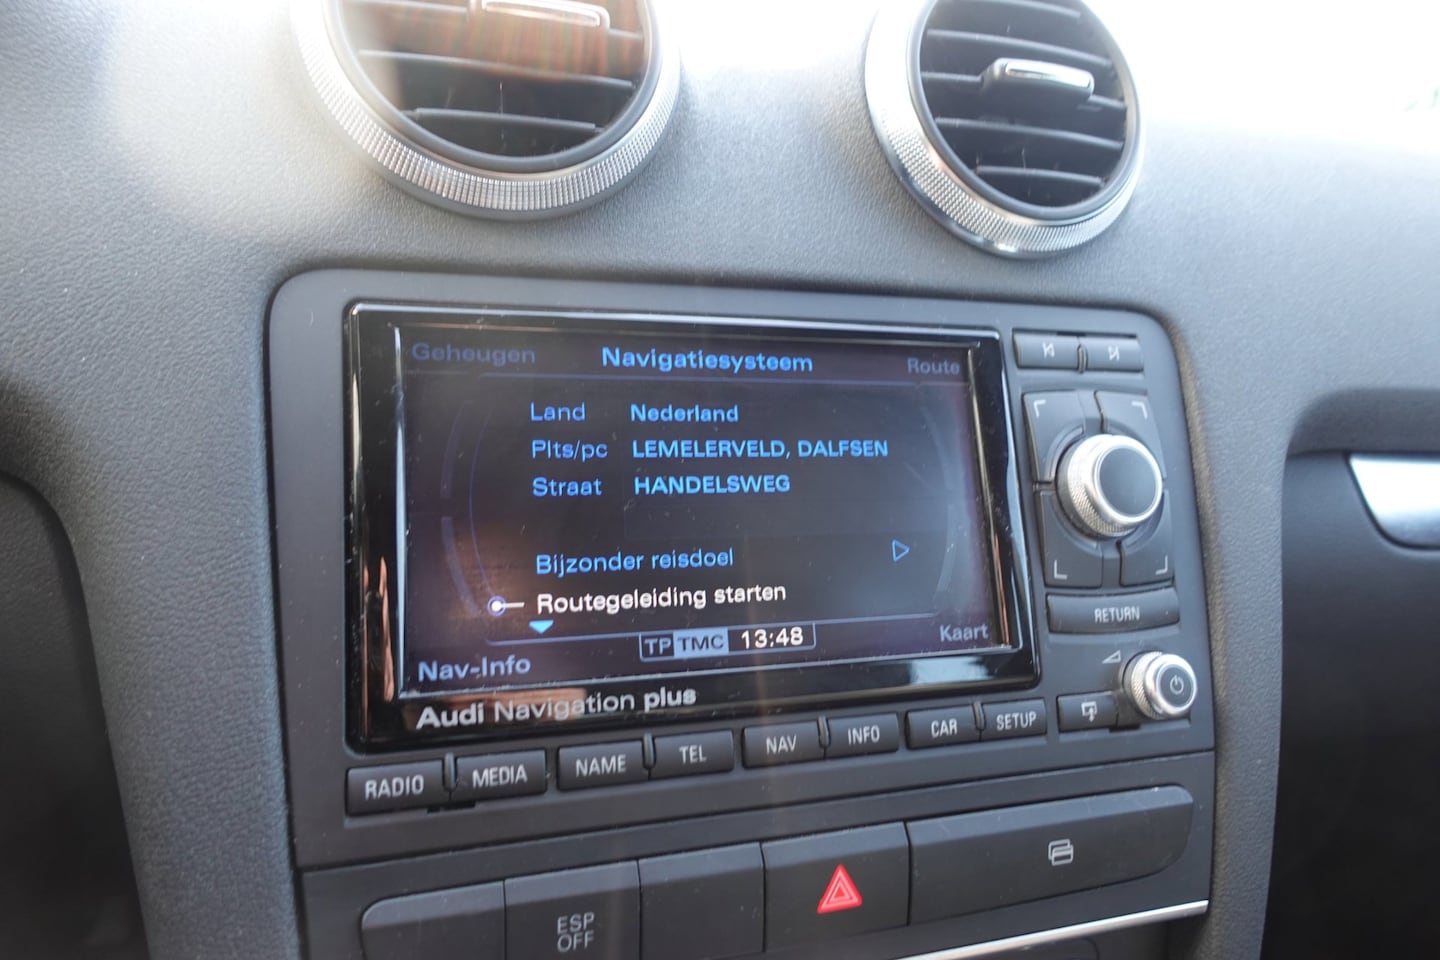 Geheugen Navigatiesysteem Route
Land Nederland
Plts/pc LEMELERVELD, DALFSEN
Straat HANDELSWEG
Bijzonder reisdoel
Routegeleiding starten
TP TMC 13:48
Nav-Info Kaart
Audi Navigation plus
RETURN
RADIO MEDIA NAME TEL NAV INFO CAR SETUP
ESP
OFF